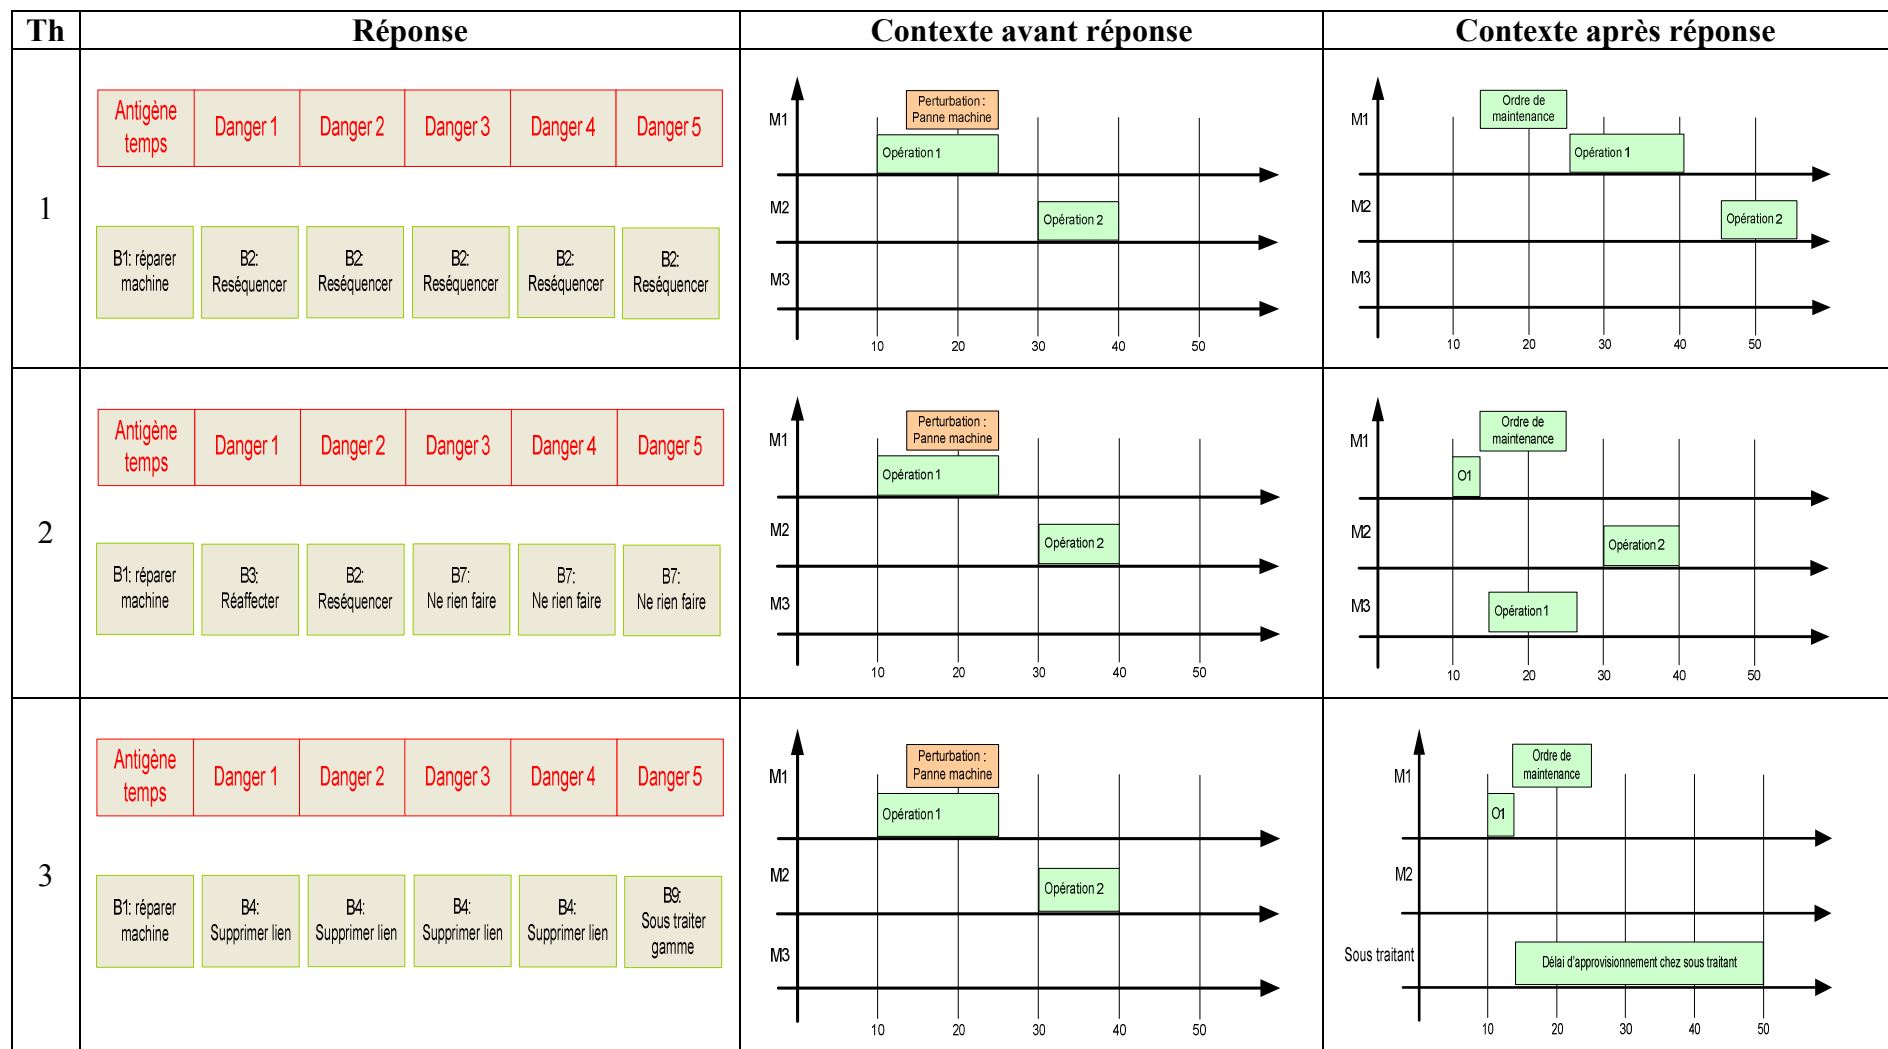 Th
Réponse
Contexte avant réponse
Contexte après réponse
1
Antigène
temps
Danger 1
Danger 2
Danger 3
Danger 4
Danger 5
B1: réparer
machine
B2:
Reséquencer
B2
Reséquencer
B2:
Reséquencer
B2:
Reséquencer
B2:
Reséquencer
M1
Perturbation :
Panne machine
Opération 1
M2
Opération 2
M3
10 20 30 40 50
M1
Ordre de
maintenance
Opération 1
M2
Opération 2
M3
10 20 30 40 50
2
Antigène
temps
Danger 1
Danger 2
Danger 3
Danger 4
Danger 5
B1: réparer
machine
B3:
Réaffecter
B2:
Reséquencer
B7:
Ne rien faire
B7:
Ne rien faire
B7:
Ne rien faire
M1
Perturbation :
Panne machine
Opération 1
M2
Opération 2
M3
10 20 30 40 50
M1
Ordre de
maintenance
O1
M2
Opération 2
M3
Opération 1
10 20 30 40 50
3
Antigène
temps
Danger 1
Danger 2
Danger 3
Danger 4
Danger 5
B1: réparer
machine
B4:
Supprimer lien
B4:
Supprimer lien
B4:
Supprimer lien
B4:
Supprimer lien
B9:
Sous traiter
gamme
M1
Perturbation :
Panne machine
Opération 1
M2
Opération 2
M3
10 20 30 40 50
M1
Ordre de
maintenance
O1
M2
Sous traitant
Délai d'approvisionnement chez sous traitant
10 20 30 40 50